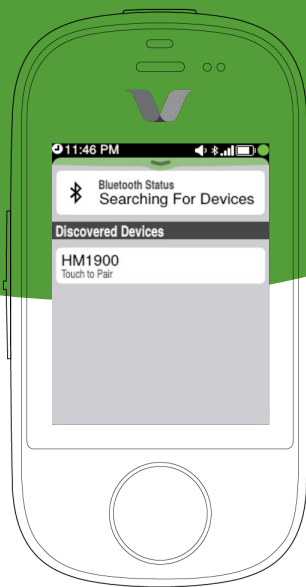 11:46 PM
Bluetooth Status
Searching For Devices
Discovered Devices
HM1900
Touch to Pair